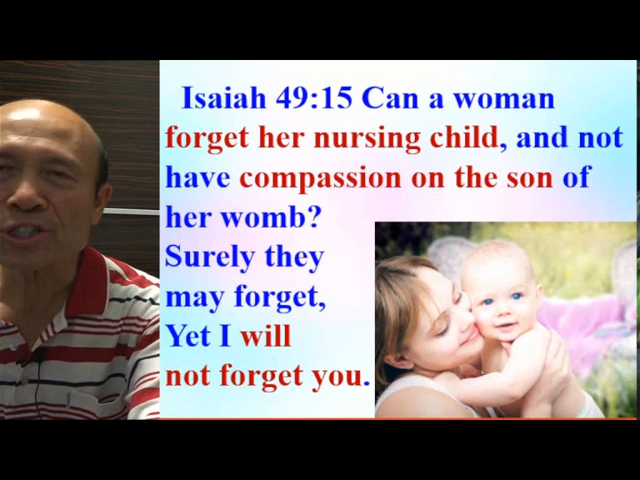 Isaiah 49:15 Can a woman
forget her nursing child, and not
have compassion on the son of
her womb?
Surely they
may forget,
Yet I will
not forget you.